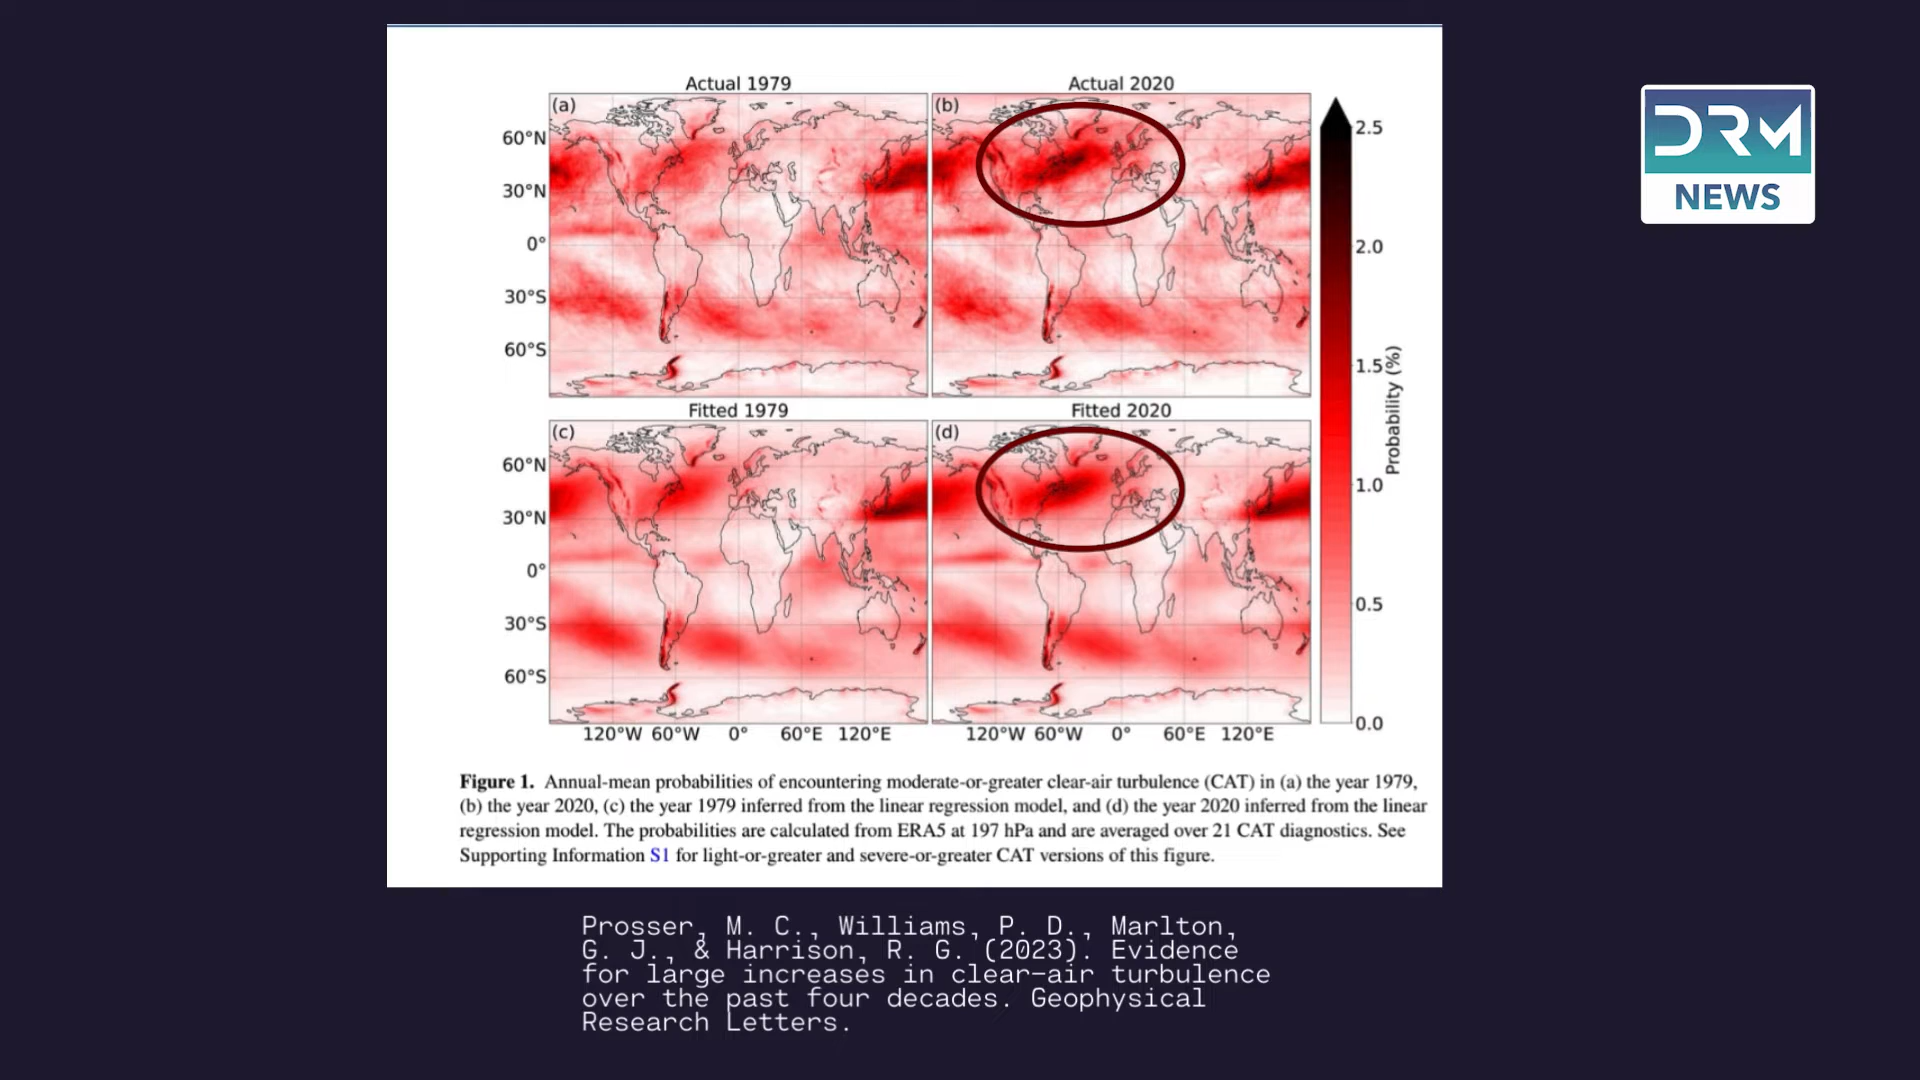 Actual 1979
Actual 2020
(a)
(b)
60°N
30°N
0°
30°S
60°S
2.5
2.0
1.5
1.0
0.5
0.0
Probability (%)
DRM
NEWS
Fitted 1979
Fitted 2020
(c)
(d)
60°N
30°N
0°
30°S
60°S
120°W 60°W 0° 60°E 120°E
120°W 60°W 0° 60°E 120°E
Figure 1. Annual-mean probabilities of encountering moderate-or-greater clear-air turbulence (CAT) in (a) the year 1979,
(b) the year 2020, (c) the year 1979 inferred from the linear regression model, and (d) the year 2020 inferred from the linear
regression model. The probabilities are calculated from ERA5 at 197 hPa and are averaged over 21 CAT diagnostics. See
Supporting Information S1 for light-or-greater and severe-or-greater CAT versions of this figure.
Prosser, M. C., Williams, P. D., Marlton,
G. J., & Harrison, R. G. (2023). Evidence
for large increases in clear-air turbulence
over the past four decades. Geophysical
Research Letters.